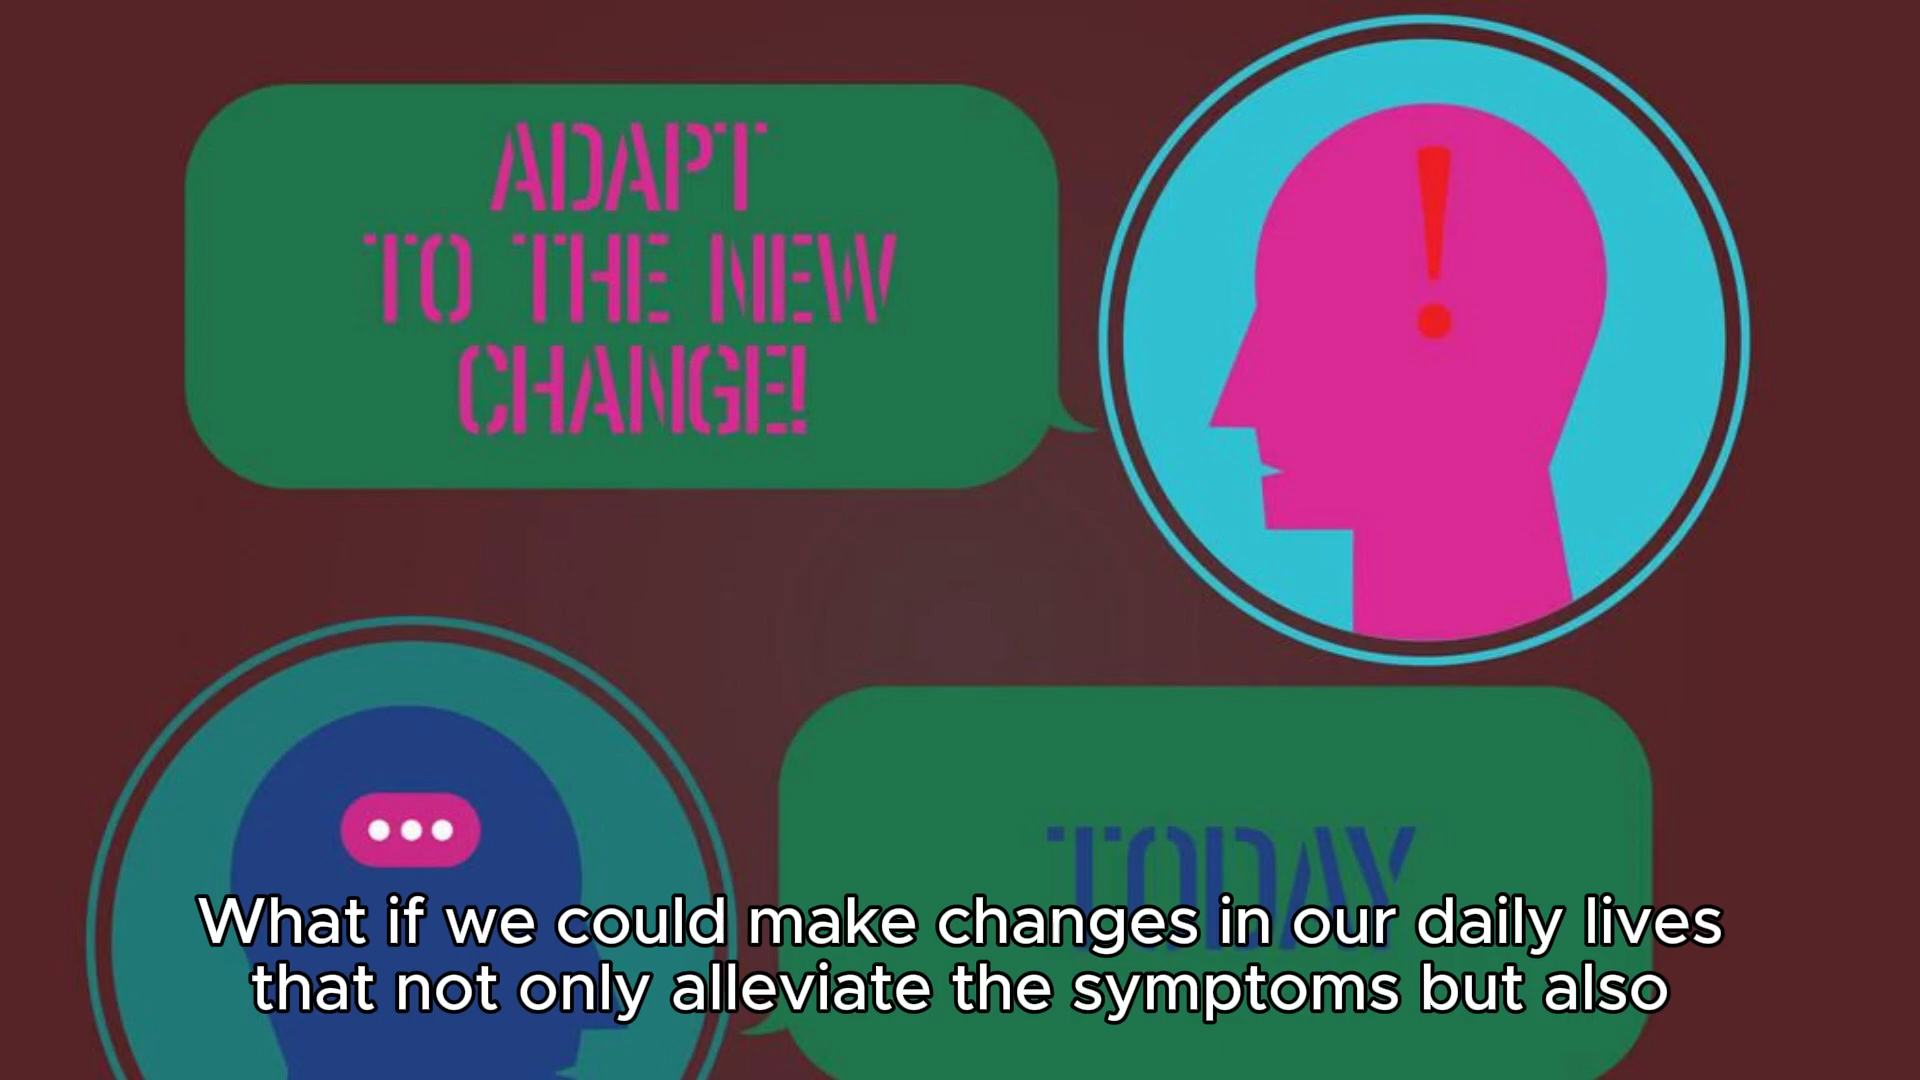 ADAPT
TO THE NEW
CHANGE!
TODAY
What if we could make changes in our daily lives
that not only alleviate the symptoms but also